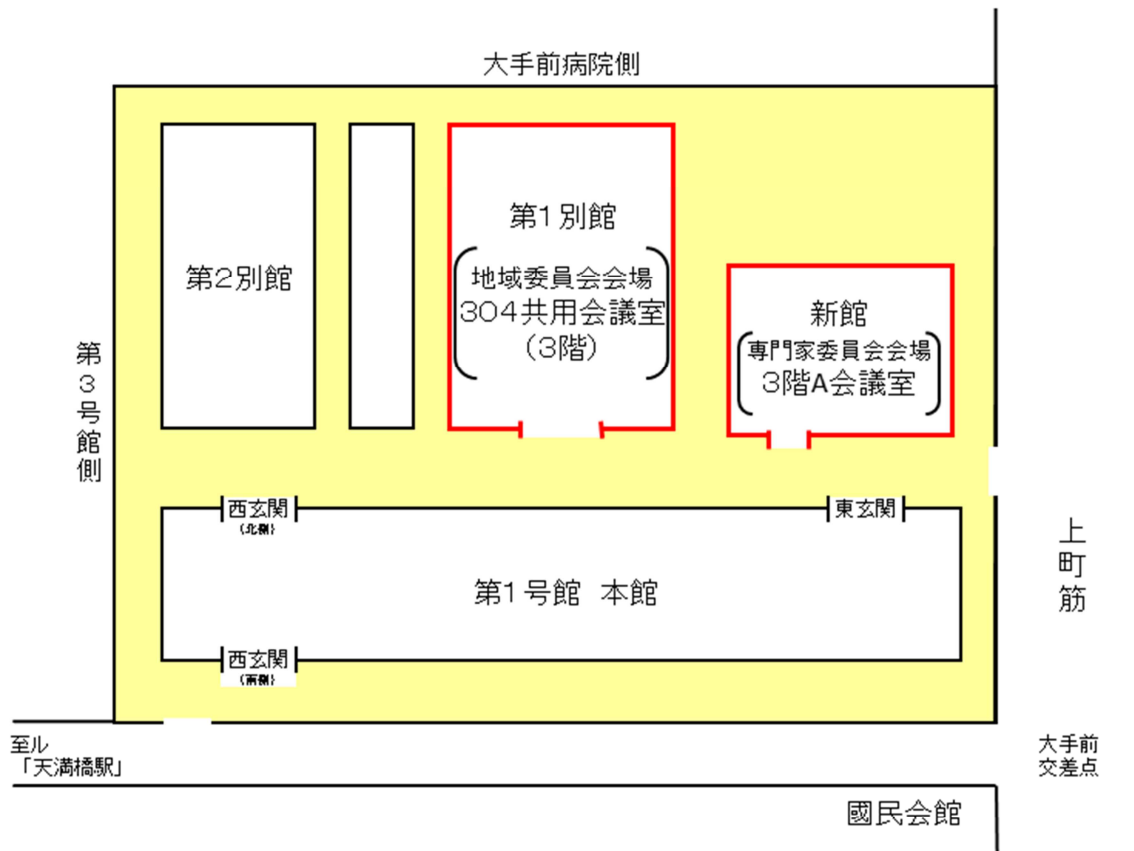 大手前病院側
第1別館
地域委員会会場
304共用会議室
(3階)
第2別館
新館
専門家委員会会場
3階A会議室
第3号館側
西玄関
(北側)
東玄関
第1号館 本館
上町筋
西玄関
(南側)
至ル
「天満橋駅」
大手前
交差点
國民会館